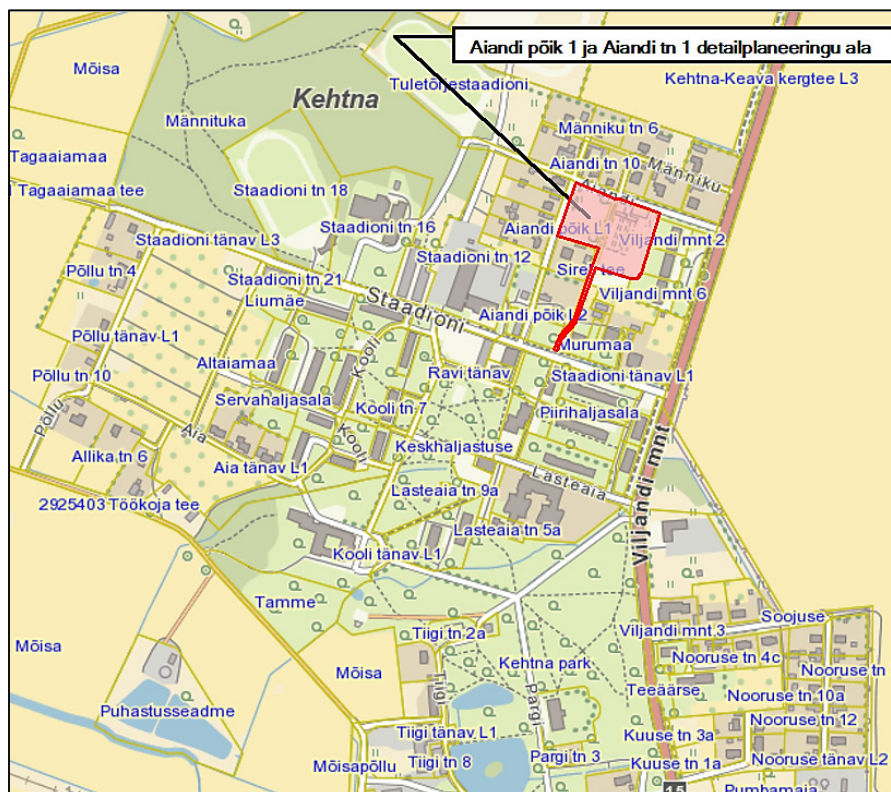 Mõisa
Aiandi põik 1 ja Aiandi tn 1 detailplaneeringu ala
Tuletõrjestaadioni
Kehtna-Keava kergtee L3
Kehtna
Männituka
Männiku tn 6
Tagaaiamaa
Aiandi tn 10
Männiku
Tagaaiamaa tee
Staadioni tn 18
Aiandi
Staadioni tn 16
Aiandi põik L1
Viljandi mnt 2
Staadioni tänav L3
Staadioni tn 12
Põllu tn 4
Staadioni tn 21
Liumäe
Viljandi mnt 6
Staadioni
Aiandi põik L2
Põllu tänav L1
Murumaa
Altaiamaa
Kooli
Ravi tänav
Staadioni tänav L1
Põllu tn 10
Servahaljasala
Kooli tn 7
Piirihaljasala
Põllu
Aia
Kooli
Keskhaljastuse
Allika tn 6
Aia tänav L1
Lasteaia
Viljandi mnt
2925403 Töökoja tee
Lasteaia tn 9a
Lasteaia tn 5a
Kooli tänav L1
Tamme
Soojuse
Tiigi tn 2a
Viljandi mnt 3
Mõisa
Mõisa
Kehtna park
Nooruse tn 4c
Nooruse tn
Tiigi
Pargi
Teeäärse
Nooruse tn 10a
Puhastusseadme
Tiigi tänav L1
Kuuse tn 3a
Nooruse tn 12
Mõisapõllu
Tiigi tn 8
Pargi tn 3
Kuuse tn 1a
Nooruse tänav L2
15
Pumbamaja